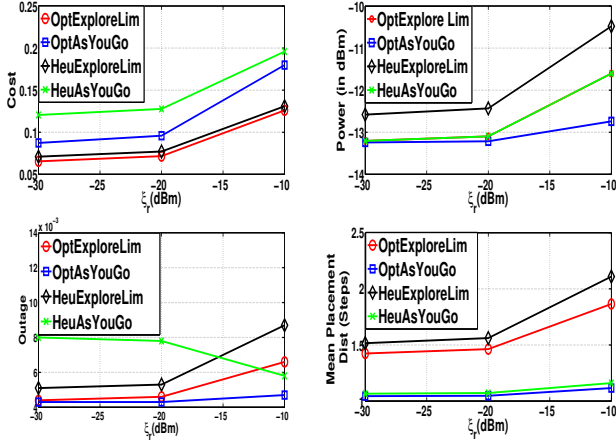 OptExploreLim
OptAsYouGo
HeuExploreLim
HeuAsYouGo
Cost
0.25
0.2
0.15
0.1
0.05
-30
-25
-20
-15
-10
ξr(dBm)
OptExplore Lim
OptAsYouGo
HeuExploreLim
HeuAsYouGo
Power (in dBm)
-10
-11
-12
-13
-14
-30
-25
-20
-15
-10
ξr(dBm)
x 10^-3
OptExploreLim
OptAsYouGo
HeuExploreLim
HeuAsYouGo
Outage
14
12
10
8
6
4
-30
-25
-20
-15
-10
ξr(dBm)
OptExploreLim
OptAsYouGo
HeuExploreLim
HeuAsYouGo
Mean Placement
Dist (Steps)
2.5
2
1.5
-30
-25
-20
-15
-10
ξr(dBm)